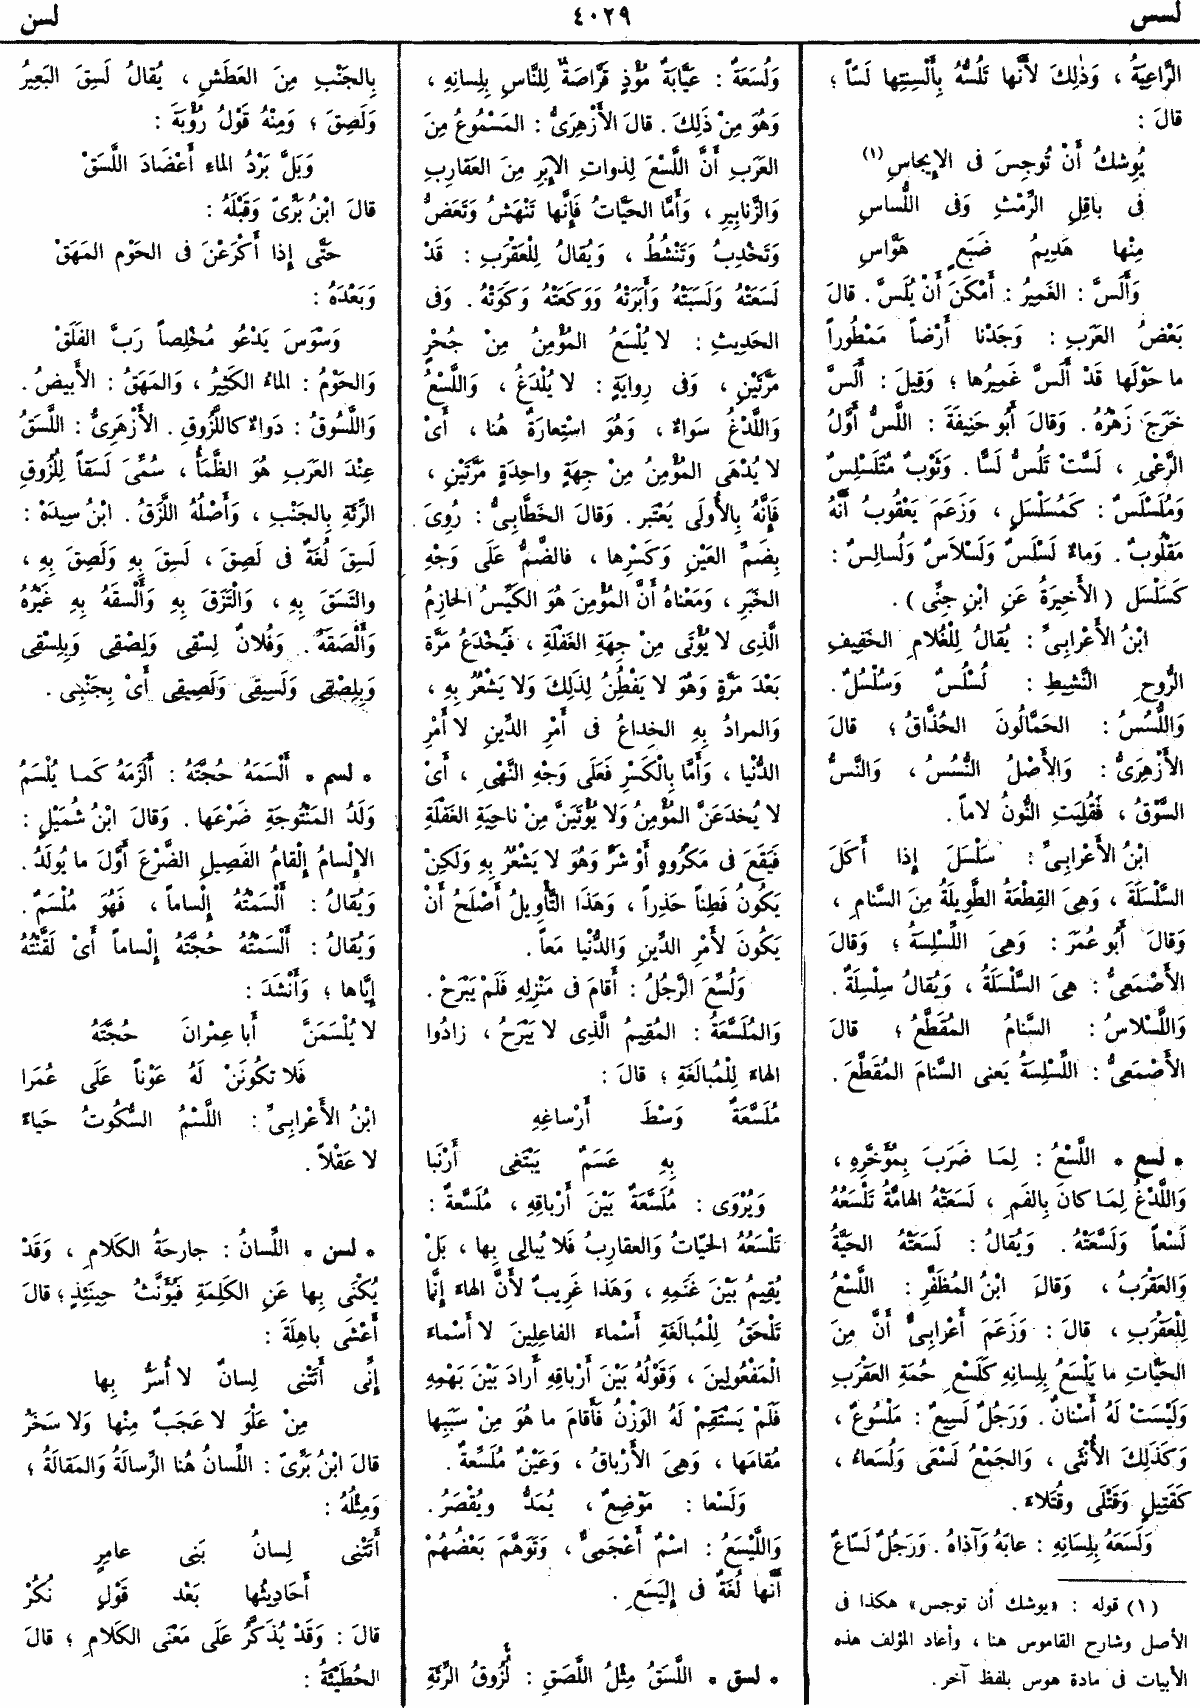 لسس
٤٠٢٩
لسن
الرَّاعِيَةُ ، وَذٰلِكَ لأَنَّها تَلُسُّهُ بِأَلْسِنَتِها لَسّاً ؛
قالَ :
يُوشِكُ أَنْ تُوجِسَ فى الإِيجاسِ (١)
فى باقِلِ الرِّمْثِ وَفى اللُّساسِ
مِنْها هَدِيمُ ضَبَعٍ هَوَّاسِ
وَأَلَسَّ الغَمِيرُ : أَمْكَنَ أَنْ يُلَسَّ . قالَ
بَعْضُ العَرَبِ : وَجَدْنا أَرْضاً مَمْطُوراً
ما حَوْلَها قَدْ أَلَسَّ غَمِيرُها ؛ وَقِيلَ : أَلَسَّ
خَرَجَ زَهْرُهُ . وَقالَ أَبُو حَنِيفَةَ : اللَّسُّ أَوَّلُ
الرَّعْىِ ، لَسَّتْ تَلُسُّ لَسًّا . وَثَوْبٌ مُتَلَسْلِسٌ
وَمُلَسْلَسٌ : كَمُسَلْسَلٍ ، وَزَعَمَ يَعْقُوبُ أَنَّهُ
مَقْلُوبٌ . وَماءٌ لَسْلَسٌ وَلَسْلاسٌ وَلُسالِسٌ :
كَسَلْسَلٍ ( الأَخِيرَةُ عَنِ ابْنِ جِنِّى ) .
ابْنُ الأَعْرابِىِّ : يُقالُ لِلْغُلامِ الخَفِيفِ
الرُّوحِ النَّشِيطِ : لُسْلُسٌ وَسُلْسُلٌ .
وَاللُّسُسُ : الحَمَّالُونَ الحُذَّاقُ ؛ قالَ
الأَزْهَرِىُّ : وَالأَصْلُ النُّسُسُ ، وَالنَّسُّ
السَّوْقُ ، فَقُلِبَتِ النُّونُ لاماً .
ابْنُ الأَعْرابِىِّ : سَلْسَلَ إِذا أَكَلَ
السَّلْسَلَةَ ، وَهِىَ القِطْعَةُ الطَّوِيلَةُ مِنَ السَّنامِ ،
وَقالَ أَبُو عُمَرَ : وَهِىَ اللِّسْلِسَةُ ؛ وَقالَ
الأَصْمَعِىُّ : هِىَ السَّلْسَلَةُ ، وَيُقالُ سِلْسِلَةٌ .
وَاللَّسْلاسُ : السَّنامُ المُقَطَّعُ ؛ قالَ
الأَصْمَعِىُّ : اللَّسْلِسَةُ يَعنى السَّنامَ المُقَطَّعَ .
• لسع • اللَّسْعُ : لِمَا ضَرَبَ بِمُؤَخَّرِهِ ،
وَاللَّدْغُ لِمَا كانَ بِالفَمِ ، لَسَعَتْهُ الهامَّةُ تَلْسَعُهُ
لَسْعاً وَلَسَّعَتْهُ . وَيُقالُ : لَسَعَتْهُ الحَيَّةُ
وَالعَقْرَبُ ، وَقالَ ابْنُ المُظَفَّرِ : اللَّسْعُ
لِلْعَقْرَبِ ، قالَ : وَزَعَمَ أَعْرابِىٌّ أَنَّ مِنَ
الحَيَّاتِ ما يَلْسَعُ بِلِسانِهِ كَلَسْعِ حُمَةِ العَقْرَبِ
وَلَيْسَتْ لَهُ أَسْنانٌ . وَرَجُلٌ لَسِيعٌ : مَلْسُوعٌ ،
وَكَذَلِكَ الأُنْثَى ، وَالجَمْعُ لَسْعَى وَلُسَعاءُ ،
كَقَتِيلٍ وَقَتْلَى وقُتَلاءَ .
وَلَسَعَهُ بِلِسَانِهِ : عابَهُ وَآذاهُ . وَرَجُلٌ لَسَّاعٌ
(١) قوله : «يوشك أن توجس» هكذا فى
الأصل وشارح القاموس هنا ، وأعاد المؤلف هذه
الأبيات فى مادة هوس بلفظ آخر .
وَلُسَعَةٌ : عَيَّابَةٌ مُؤْذٍ قَرَّاصَةٌ لِلنَّاسِ بِلِسانِهِ ،
وَهُوَ مِنْ ذَلِكَ . قالَ الأَزْهَرِىُّ : المَسْمُوعُ مِنَ
العَرَبِ أَنَّ اللَّسْعَ لِذواتِ الإِبَرِ مِنَ العَقارِبِ
وَالزَّنابِيرِ ، وَأَمَّا الحَيَّاتُ فَإِنَّها تَنْهَشُ وَتَعَضُّ
وَتَجْذِبُ وَتَنْشُطُ ، وَيُقالُ لِلْعَقْرَبِ : قَدْ
لَسَعَتْهُ وَلَسَبَتْهُ وَأَبَرَتْهُ وَوَكَعَتْهُ وَكَوَتْهُ . وَفى
الحَدِيثِ : لا يُلْسَعُ المُؤْمِنُ مِنْ جُحْرٍ
مَرَّتَيْنِ ، وَفى رِوايَةٍ : لا يُلْدَغُ ، وَاللَّسْعُ
وَاللَّدْغُ سَواءٌ ، وَهُوَ اسْتِعارَةٌ هُنا ، أَىْ
لا يُدْهَى المُؤْمِنُ مِنْ جِهَةٍ واحِدَةٍ مَرَّتَيْنِ ،
فَإِنَّهُ بِالأُولَى يُعْتَبر . وَقالَ الخَطَّابِىُّ : رُوِىَ
بِضَمِّ العَيْنِ وَكَسْرِها ، فالضَّمُّ عَلَى وَجْهِ
الخَبَرِ ، وَمَعْناهُ أَنَّ المُؤْمِنَ هُوَ الكَيِّسُ الحازِمُ
الَّذِى لا يُؤْتَى مِنْ جِهَةِ الغَفْلَةِ ، فَيُخْدَعُ مَرَّةً
بَعْدَ مَرَّةٍ وَهُوَ لا يَفْطِنُ لِذَلِكَ وَلا يَشْعُرُ بِهِ ،
وَالمرادُ بِهِ الخِداعُ فى أَمْرِ الدِّينِ لا أَمْرِ
الدُّنْيا ، وَأَمَّا بِالْكَسْرِ فَعَلَى وَجْهِ النَّهْىِ ، أَىْ
لا يُخدَعَنَّ المُؤْمِنُ وَلا يُؤْتَيَنَّ مِنْ ناحِيَةِ الغَفْلَةِ
فَيَقَعَ فى مَكْرُوهٍ أَوْ شَرٍّ وَهُوَ لا يَشْعُرُ بِهِ وَلَكِنْ
يَكُونُ فَطِناً حَذِراً ، وَهَذَا التَّأْوِيلُ أَصْلَحُ أَنْ
يَكُونَ لأَمْرِ الدِّينِ وَالدُّنْيا مَعاً .
وَلُسِّعَ الرَّجُلُ : أَقامَ فى مَنْزِلِهِ فَلَمْ يَبْرَحْ .
وَالمُلَسَّعَةُ : المُقِيمُ الَّذِى لا يَبْرَحُ ، زادُوا
الهاءَ لِلْمُبالَغَةِ ؛ قالَ :
مُلَسَّعَةٌ وَسْطَ أَرْساغِهِ
بِهِ عَسَمٌ يَبْتَغِى أَرْنَبا
وَيُرْوَى : مُلَسَّعَةٌ بَيْنَ أَرْباقِهِ ، مُلَسَّعَةٌ :
تَلْسَعُهُ الحَيّاتُ وَالعقارِبُ فَلا يُبالِى بِها ، بَلْ
يُقِيمُ بَيْنَ غَنَمِهِ ، وَهَذا غَرِيبٌ لأَنَّ الهاءَ إِنَّما
تَلْحَقُ لِلْمُبالَغَةِ أَسْماءَ الفاعِلِينَ لا أَسْماءَ
الْمَفْعُولِينَ ، وَقَوْلُهُ بَيْنَ أَرْباقِهِ أَرادَ بَيْنَ بَهْمِهِ
فَلَمْ يَسْتَقِمْ لَهُ الوَزْنُ فَأَقامَ ما هُوَ مِنْ سَبَبِها
مُقامَها ، وَهِىَ الأَرْباقُ ، وَعَيْنٌ مُلَسَّعَةٌ .
وَلَسْعا : مَوْضِعٌ ، يُمَدُّ ويُقْصَرُ .
وَاللَّيْسَعُ : اسْمٌ أَعْجَمِىٌّ ، وَتَوَهَّمَ بَعْضُهُمْ
أَنَّها لُغَةٌ فى إِلْيَسَعِ .
• لسق • اللَّسَقُ مِثْلُ اللَّصَقِ : لُزُوقُ الرِّئَةِ
بِالجَنْبِ مِنَ العَطَشِ ، يُقالُ لَسِقَ البَعِيرُ
وَلَصِقَ ؛ وَمِنْهُ قَوْلُ رُؤْبَةَ :
وَبَلَّ بَرْدُ الماءِ أَعْضَادَ اللَّسَقْ
قالَ ابْنُ بَرِّىّ وَقَبْلَهُ :
حَتَّى إِذا أَكْرَعْنَ فى الحَوْمِ المَهَقْ
وَبَعْدَهُ :
وَسْوَسَ يَدْعُو مُخْلِصاً رَبَّ الفَلَقْ
وَالحَوْمُ : الماءُ الكَثِيرُ ، وَالمَهَقُ : الأَبيضُ .
وَاللَّسُوقُ : دَواءٌ كاللَّزُوقِ . الأَزْهَرِىُّ : اللَّسَقُ
عِنْدَ العَرَبِ هُوَ الظَّمَأُ ، سُمِّىَ لَسَقاً لِلُزُوقِ
الرِّئَةِ بِالجَنْبِ ، وَأَصْلُهُ اللَّزَقُ . ابْنُ سِيدَهْ :
لَسِقَ لُغَةٌ فى لَصِقَ ، لَسِقَ بِهِ وَلَصِقَ بِهِ ،
والتَسَقَ بِهِ ، وَالْتَزَقَ بِهِ وَأَلْسَقَهُ بِهِ غَيْرُهُ
وَأَلْصَقَهُ . وَفُلانٌ لِسْقِى وَلِصْقِى وَبِلِسْقِى
وَبِلِصْقِى وَلَسِيقِى وَلَصِيقِى أَىْ بِجَنْبِى .
• لسم • أَلْسَمَهُ حُجَّتَهُ : أَلْزَمَهُ كَما يُلْسَمُ
وَلَدُ المَنْتُوجَةِ ضَرْعَها . وَقالَ ابْنُ شُمَيْلٍ :
الإِلْسامُ إِلْقامُ الفَصِيلِ الضَّرْعَ أَوَّلَ ما يُولَدُ .
وَيُقالُ : أَلْسَمْتُهُ إِلْساماً ، فَهُوَ مُلْسَمٌ .
وَيُقالُ : أَلْسَمْتُهُ حُجَّتَهُ إِلْساماً أَىْ لَقَّنْتُهُ
إِيَّاها ؛ وَأَنْشَدَ :
لا يُلْسَمَنَّ أَبا عِمْرانَ حُجَّتَهُ
فَلا تكُونَنْ لَهُ عَوْناً عَلَى عُمَرَا
ابْنُ الأَعْرابِىِّ : اللَّسْمُ السُّكُوتُ حَياءً
لا عَقْلاً .
• لسن • اللِّسانُ : جارِحَةُ الكَلامِ ، وَقَدْ
يُكْنَى بِها عَنِ الكَلِمَةِ فَيُؤَنَّثُ حِينَئِذٍ ؛ قالَ
أَعْشَى باهِلَةَ :
إِنِّى أَتَتْنِى لِسانٌ لا أُسَرُّ بِها
مِنْ عَلْوَ لا عَجَبٌ مِنْها وَلا سَخَرُ
قالَ ابْنُ بَرِّىّ : اللِّسانُ هُنا الرِّسالَةُ وَالمَقالَةُ ؛
وَمِثْلُهُ :
أَتَتْنِى لِسانُ بَنِى عامِرٍ
أَحَادِيثُها بَعْد قَوْلٍ نُكُرْ
قالَ : وَقَدْ يُذَكَّرُ عَلَى مَعْنَى الكَلامِ ؛ قالَ
الحُطَيْئَةُ :